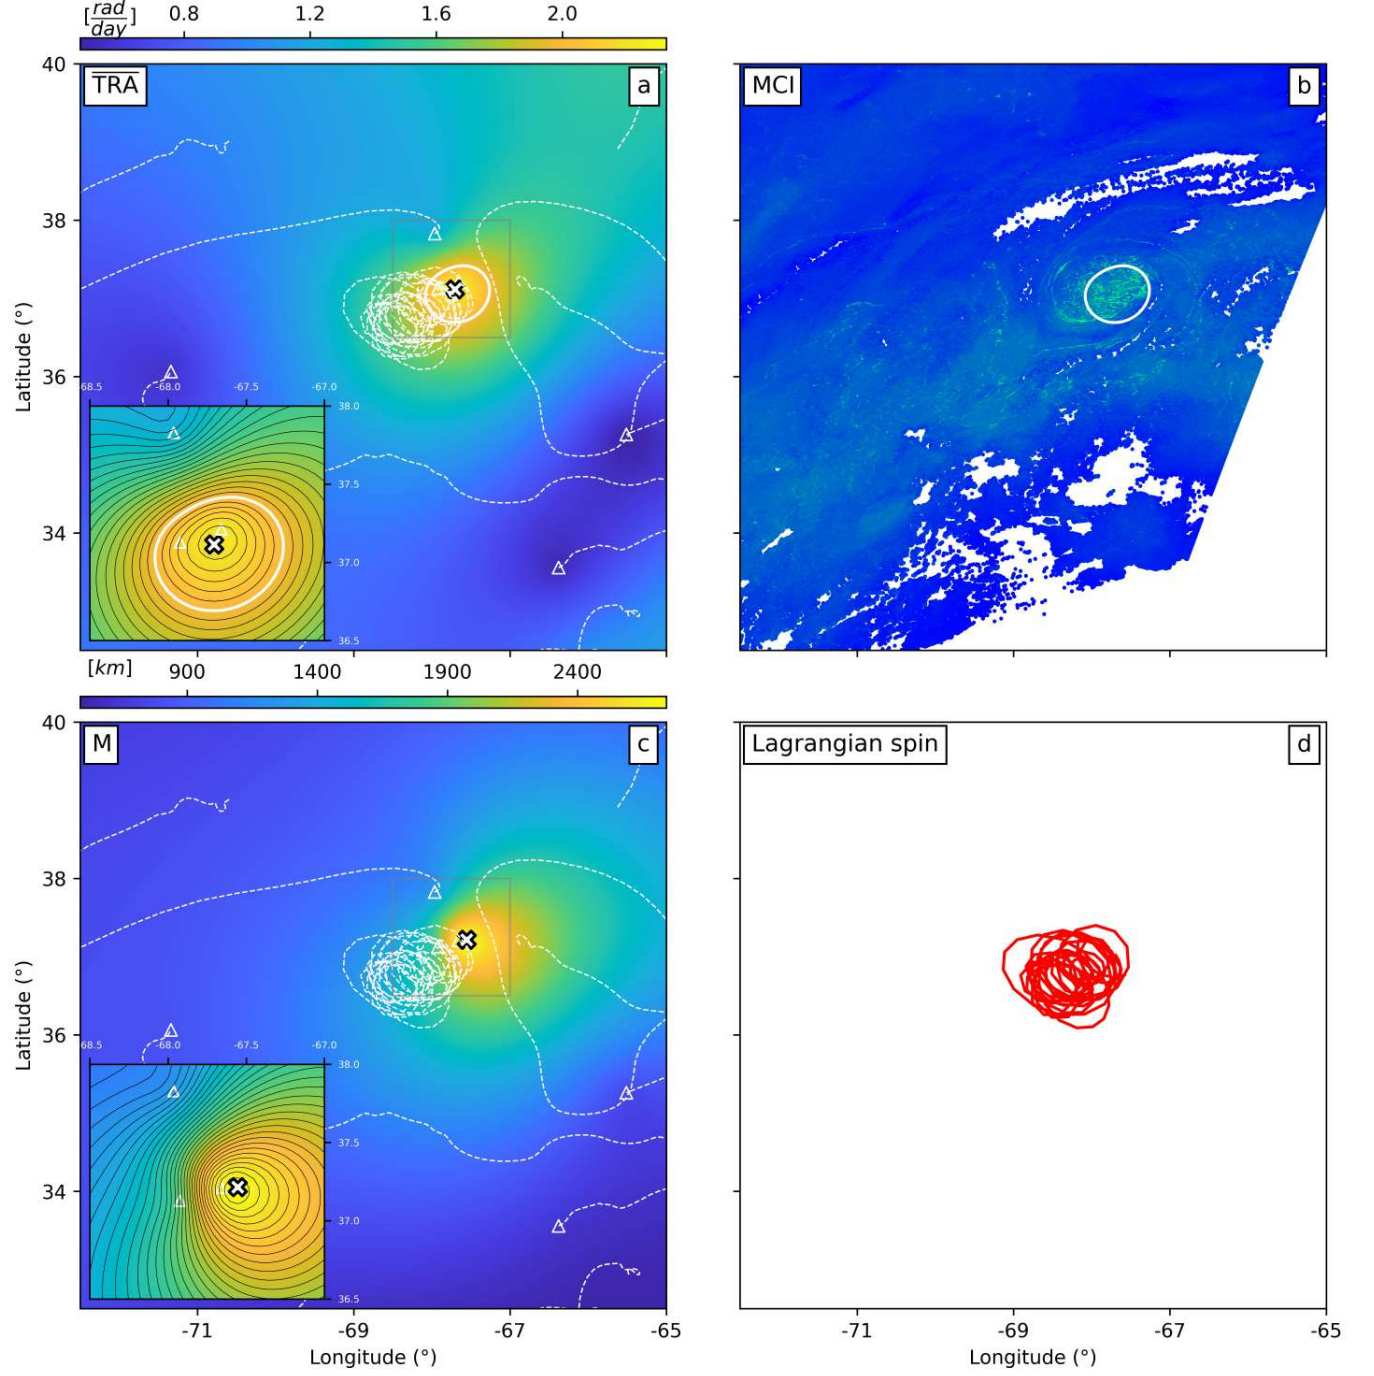 [rad/day] 0.8 1.2 1.6 2.0
TRA a
MCI b
40
38
36
34
Latitude (°)
-68.5 -68.0 -67.5 -67.0
38.0
37.5
37.0
36.5
[km] 900 1400 1900 2400
M c
Lagrangian spin d
40
38
36
34
Latitude (°)
-68.5 -68.0 -67.5 -67.0
38.0
37.5
37.0
36.5
-71 -69 -67 -65
Longitude (°)
-71 -69 -67 -65
Longitude (°)